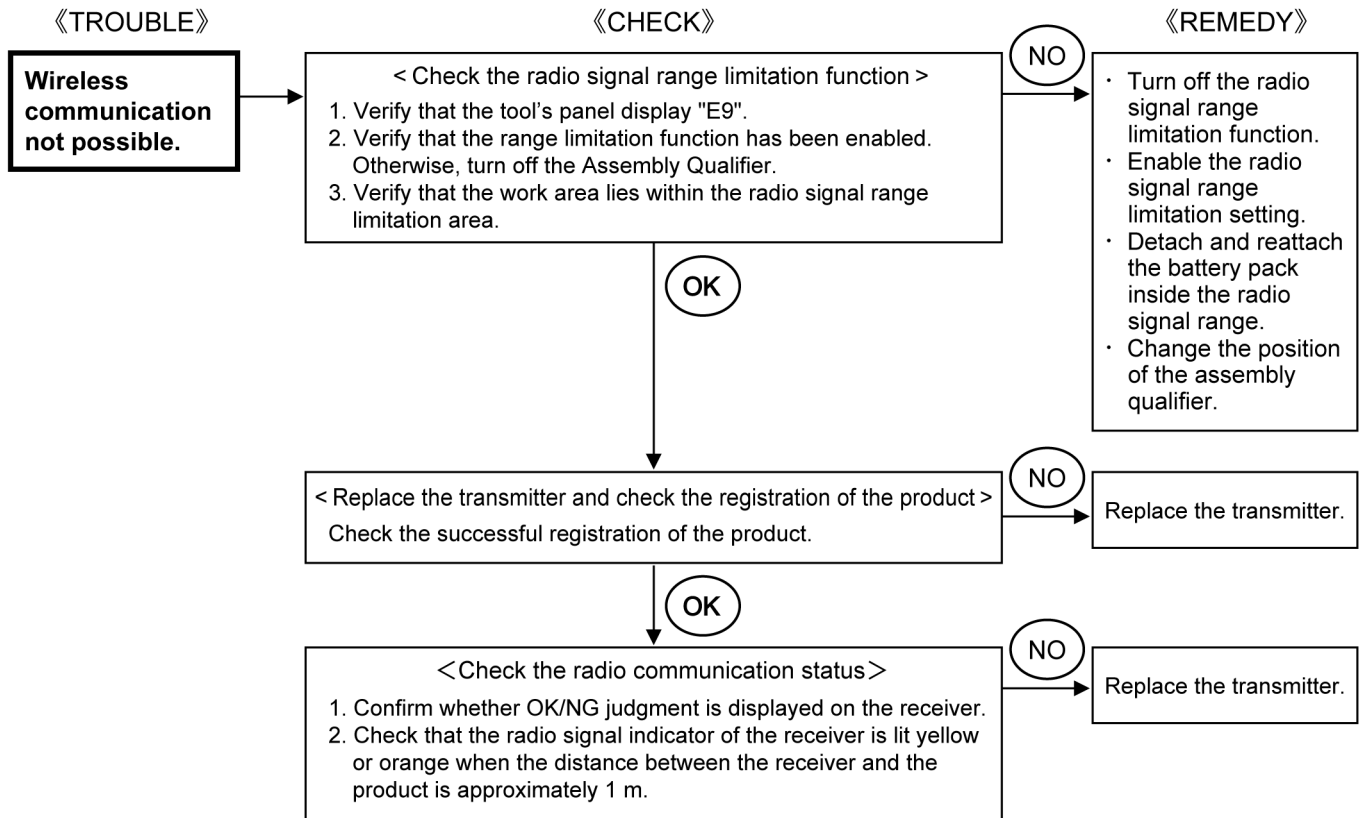 《TROUBLE》
《CHECK》
《REMEDY》
Wireless
communication
not possible.
< Check the radio signal range limitation function >
1. Verify that the tool's panel display "E9".
2. Verify that the range limitation function has been enabled.
Otherwise, turn off the Assembly Qualifier.
3. Verify that the work area lies within the radio signal range
limitation area.
NO
· Turn off the radio
signal range
limitation function.
· Enable the radio
signal range
limitation setting.
· Detach and reattach
the battery pack
inside the radio
signal range.
· Change the position
of the assembly
qualifier.
OK
< Replace the transmitter and check the registration of the product >
Check the successful registration of the product.
NO
Replace the transmitter.
OK
<Check the radio communication status>
1. Confirm whether OK/NG judgment is displayed on the receiver.
2. Check that the radio signal indicator of the receiver is lit yellow
or orange when the distance between the receiver and the
product is approximately 1 m.
NO
Replace the transmitter.